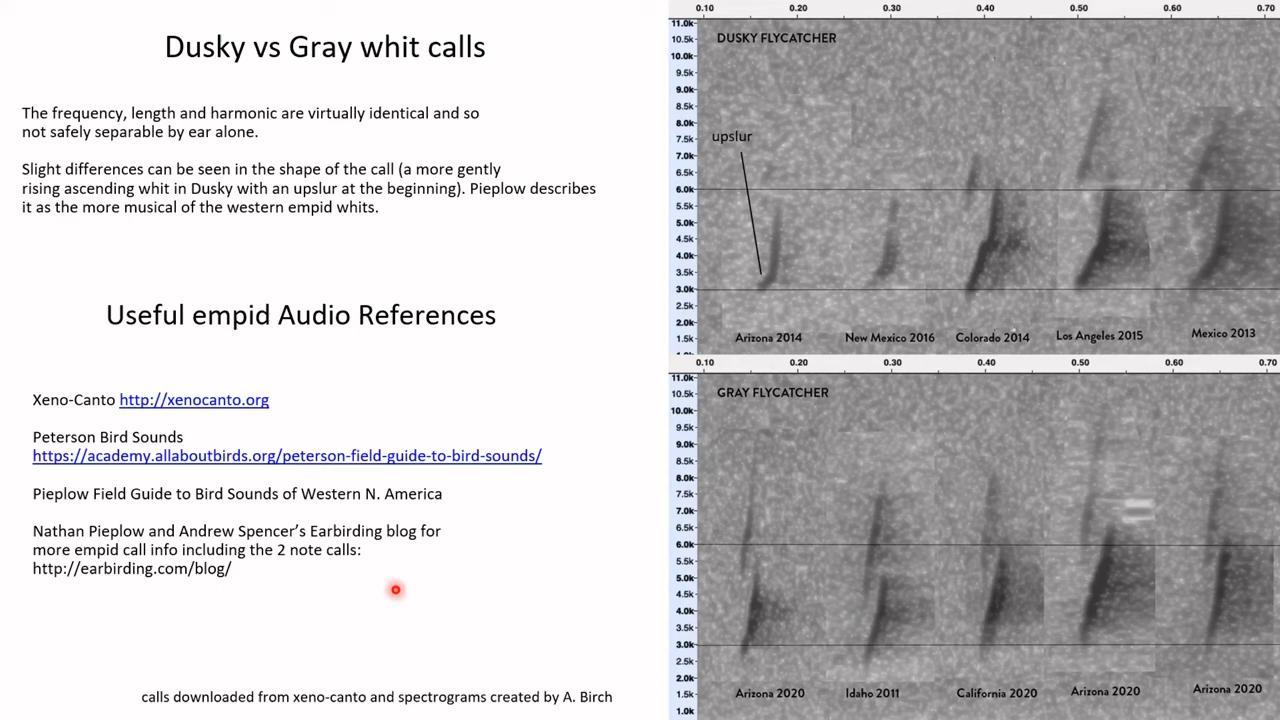 Dusky vs Gray whit calls
The frequency, length and harmonic are virtually identical and so
not safely separable by ear alone.
Slight differences can be seen in the shape of the call (a more gently
rising ascending whit in Dusky with an upslur at the beginning). Pieplow describes
it as the more musical of the western empid whits.
Useful empid Audio References
Xeno-Canto http://xenocanto.org
Peterson Bird Sounds
https://academy.allaboutbirds.org/peterson-field-guide-to-bird-sounds/
Pieplow Field Guide to Bird Sounds of Western N. America
Nathan Pieplow and Andrew Spencer’s Earbirding blog for
more empid call info including the 2 note calls:
http://earbirding.com/blog/
calls downloaded from xeno-canto and spectrograms created by A. Birch
0.10 0.20 0.30 0.40 0.50 0.60 0.70
11.0k
10.5k
DUSKY FLYCATCHER
10.0k
9.5k
9.0k
8.5k
8.0k
7.5k
upslur
7.0k
6.5k
6.0k
5.5k
5.0k
4.5k
4.0k
3.5k
3.0k
2.5k
2.0k
1.5k
Arizona 2014 New Mexico 2016 Colorado 2014 Los Angeles 2015 Mexico 2013
0.10 0.20 0.30 0.40 0.50 0.60 0.70
11.0k
10.5k
GRAY FLYCATCHER
10.0k
9.5k
9.0k
8.5k
8.0k
7.5k
7.0k
6.5k
6.0k
5.5k
5.0k
4.5k
4.0k
3.5k
3.0k
2.5k
2.0k
1.5k
1.0k
Arizona 2020 Idaho 2011 California 2020 Arizona 2020 Arizona 2020